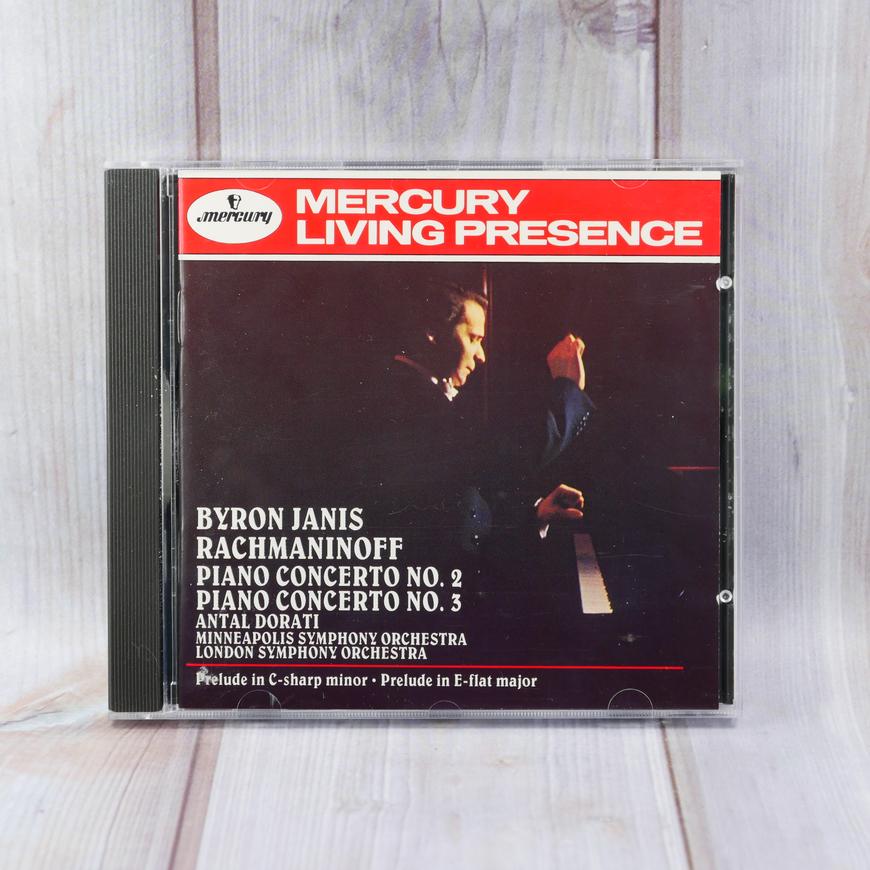 mercury
MERCURY
LIVING PRESENCE
BYRON JANIS
RACHMANINOFF
PIANO CONCERTO NO. 2
PIANO CONCERTO NO. 3
ANTAL DORATI
MINNEAPOLIS SYMPHONY ORCHESTRA
LONDON SYMPHONY ORCHESTRA
Prelude in C-sharp minor • Prelude in E-flat major